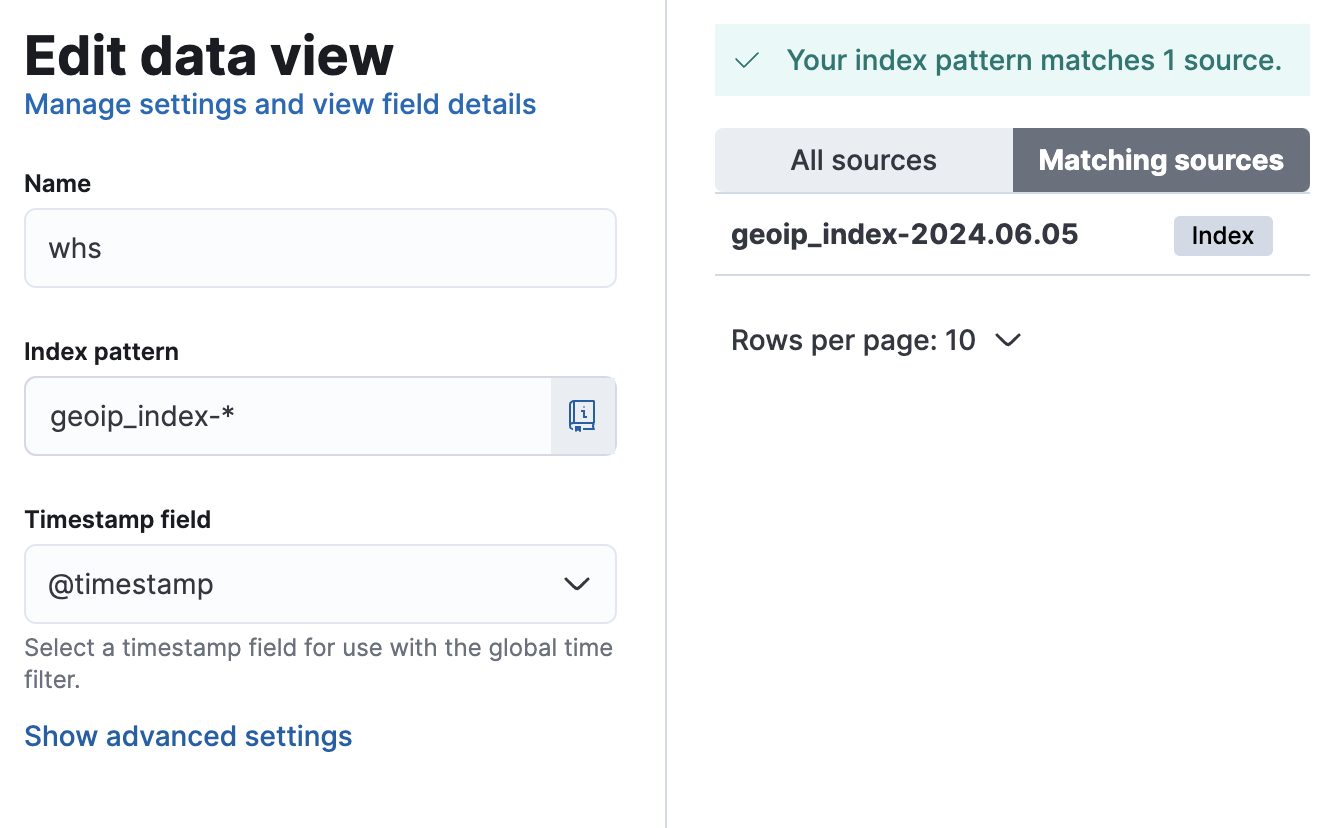 Edit data view
Manage settings and view field details
Name
whs
Index pattern
geoip_index-*
Timestamp field
@timestamp
Select a timestamp field for use with the global time
filter.
Show advanced settings
Your index pattern matches 1 source.
All sources
Matching sources
geoip_index-2024.06.05
Index
Rows per page: 10